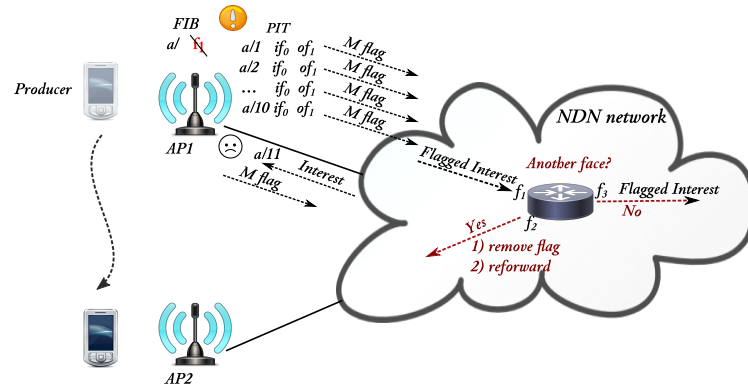 FIB
a/ f1
PIT
a/1 if0 of1
a/2 if0 of1
... if0 of1
a/10 if0 of1
M flag
M flag
M flag
M flag
Producer
AP1
a/11
Interest
M flag
NDN network
Flagged Interest
Another face?
f1
f2
f3
Flagged Interest
No
Yes
1) remove flag
2) reforward
AP2